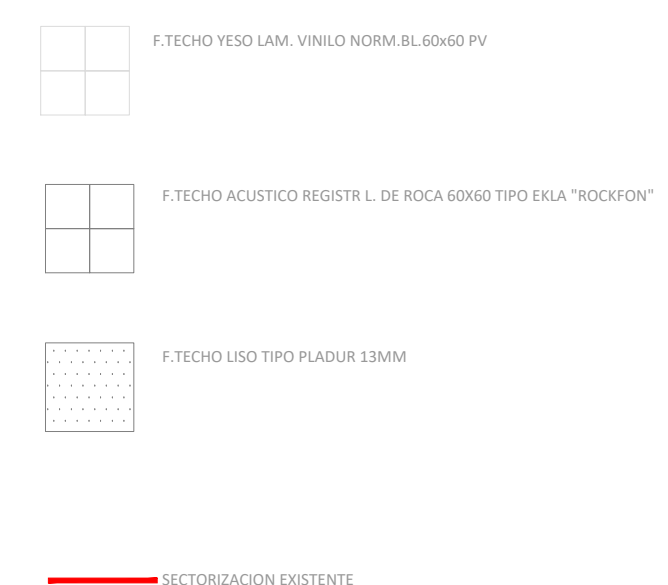 F.TECHO YESO LAM. VINILO NORM.BL.60x60 PV
F.TECHO ACUSTICO REGISTR L. DE ROCA 60X60 TIPO EKLA "ROCKFON"
F.TECHO LISO TIPO PLADUR 13MM
SECTORIZACION EXISTENTE